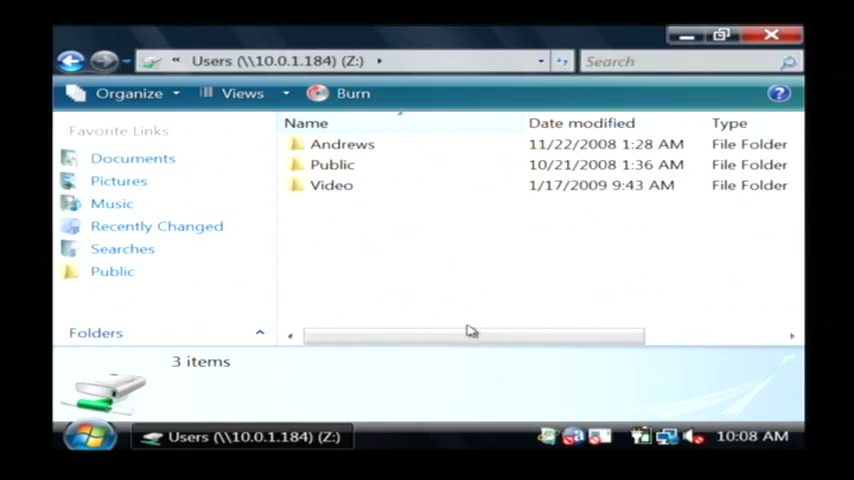 « Users (\\10.0.1.184) (Z:) Search
Organize Views Burn
Favorite Links
Documents
Pictures
Music
Recently Changed
Searches
Public
Folders
Name Date modified Type
Andrews 11/22/2008 1:28 AM File Folder
Public 10/21/2008 1:36 AM File Folder
Video 1/17/2009 9:43 AM File Folder
3 items
Users (\\10.0.1.184) (Z:) 10:08 AM